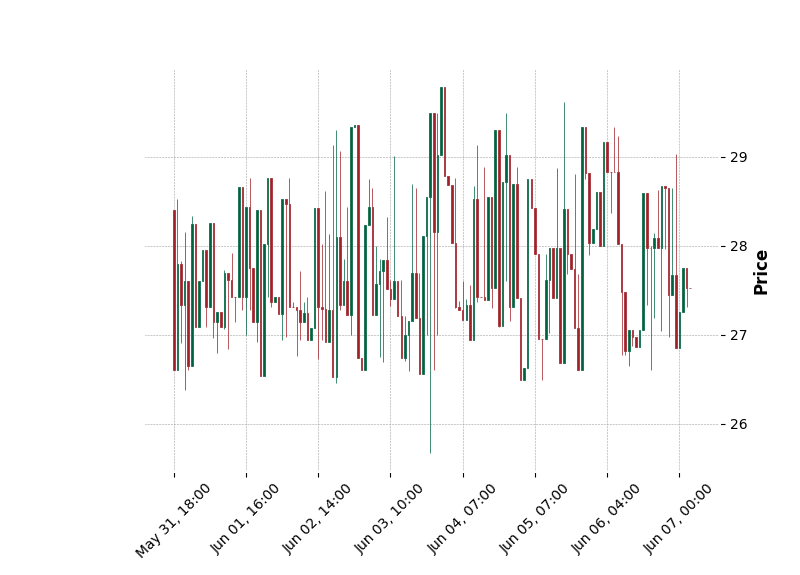 29
28
27
26
Price
May 31, 18:00
Jun 01, 16:00
Jun 02, 14:00
Jun 03, 10:00
Jun 04, 07:00
Jun 05, 07:00
Jun 06, 04:00
Jun 07, 00:00